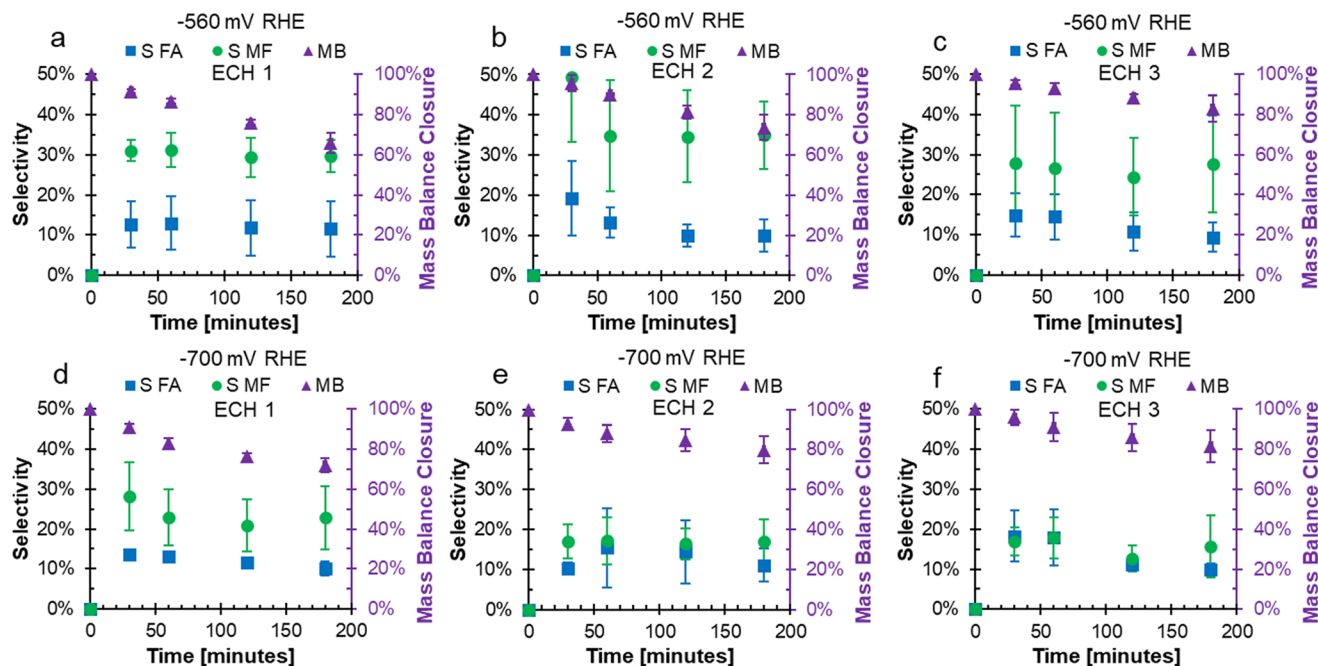 -560 mV RHE
a
S FA S MF MB
ECH 1
50%
40%
30%
20%
10%
0%
Selectivity
100%
80%
60%
40%
20%
0%
Mass Balance Closure
0 50 100 150 200
Time [minutes]
-560 mV RHE
b
S FA S MF MB
ECH 2
50%
40%
30%
20%
10%
0%
Selectivity
100%
80%
60%
40%
20%
0%
Mass Balance Closure
0 50 100 150 200
Time [minutes]
-560 mV RHE
c
S FA S MF MB
ECH 3
50%
40%
30%
20%
10%
0%
Selectivity
100%
80%
60%
40%
20%
0%
Mass Balance Closure
0 50 100 150 200
Time [minutes]
-700 mV RHE
d
S FA S MF MB
ECH 1
50%
40%
30%
20%
10%
0%
Selectivity
100%
80%
60%
40%
20%
0%
Mass Balance Closure
0 50 100 150 200
Time [minutes]
-700 mV RHE
e
S FA S MF MB
ECH 2
50%
40%
30%
20%
10%
0%
Selectivity
100%
80%
60%
40%
20%
0%
Mass Balance Closure
0 50 100 150 200
Time [minutes]
-700 mV RHE
f
S FA S MF MB
ECH 3
50%
40%
30%
20%
10%
0%
Selectivity
100%
80%
60%
40%
20%
0%
Mass Balance Closure
0 50 100 150 200
Time [minutes]